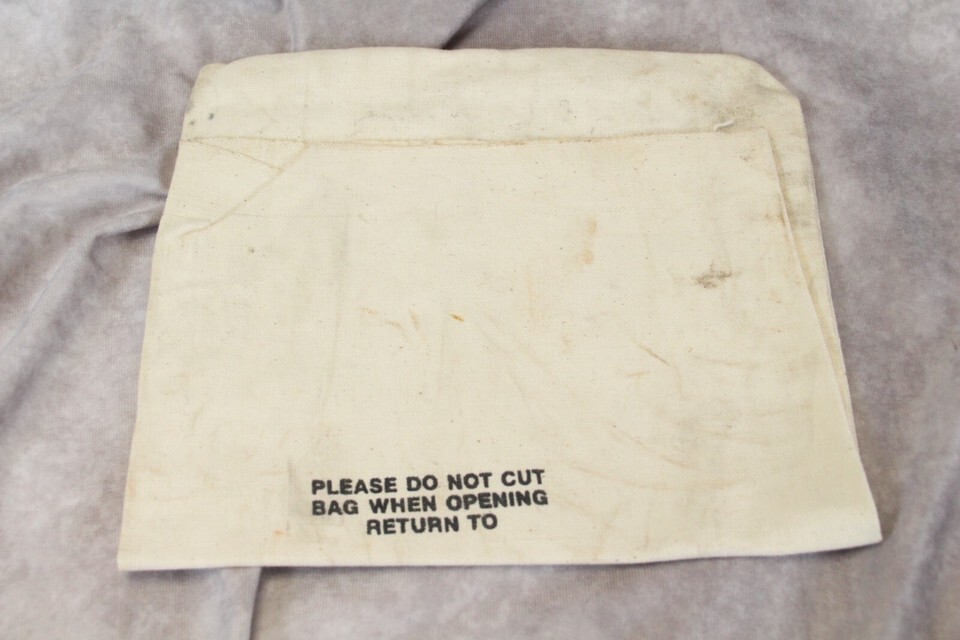 PLEASE DO NOT CUT
BAG WHEN OPENING
RETURN TO